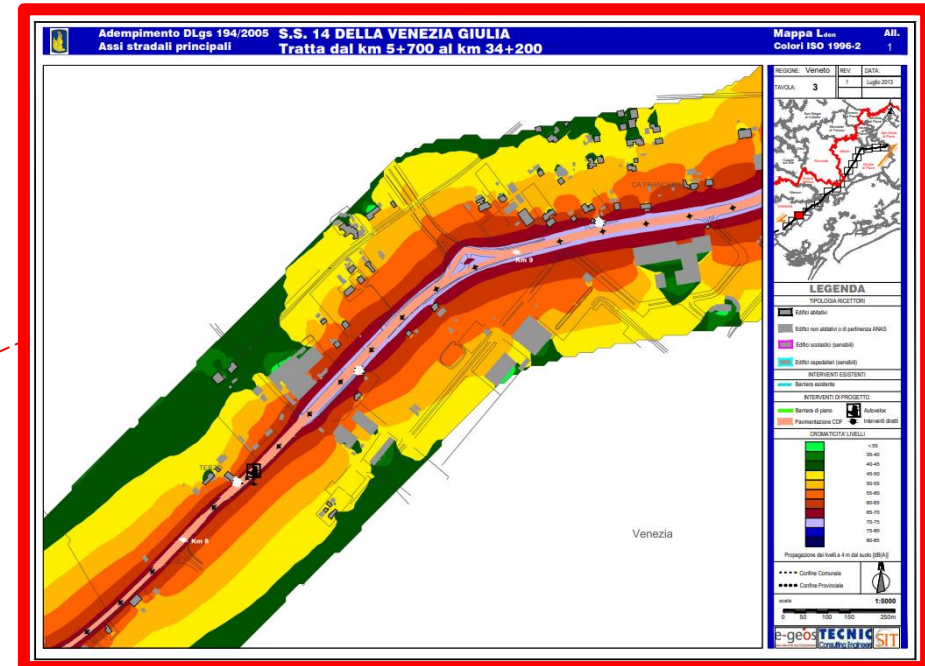 Adempimento DLgs 194/2005
Assi stradali principali
S.S. 14 DELLA VENEZIA GIULIA
Tratta dal km 5+700 al km 34+200
Mappa Lden
Colori ISO 1996-2
All.
1
REGIONE: Veneto
REV:
DATA:
TAVOLA: 3
1
Luglio 2013
Venezia
LEGENDA
TIPOLOGIA RICETTORI
Edifici abitativi
Edifici non abitativi o di pertinenza ANAS
Edifici scolastici (sensibili)
Edifici ospedalieri (sensibili)
INTERVENTI ESISTENTI
Barriera esistente
INTERVENTI DI PROGETTO
Barriera di piano
Autovelox
Pavimentazione CDF
Interventi diretti
CROMATICITA' LIVELLI
<35
35-40
40-45
45-50
50-55
55-60
60-65
65-70
70-75
75-80
80-85
Propagazione dei livelli a 4 m dal suolo [dB(A)]
Confine Comunale
Confine Provinciale
scala
1:5000
0 50 100 150 250m
e-geos
TECNIC
Consulting Engineers
SIT
Km 9
Km 8
Venezia